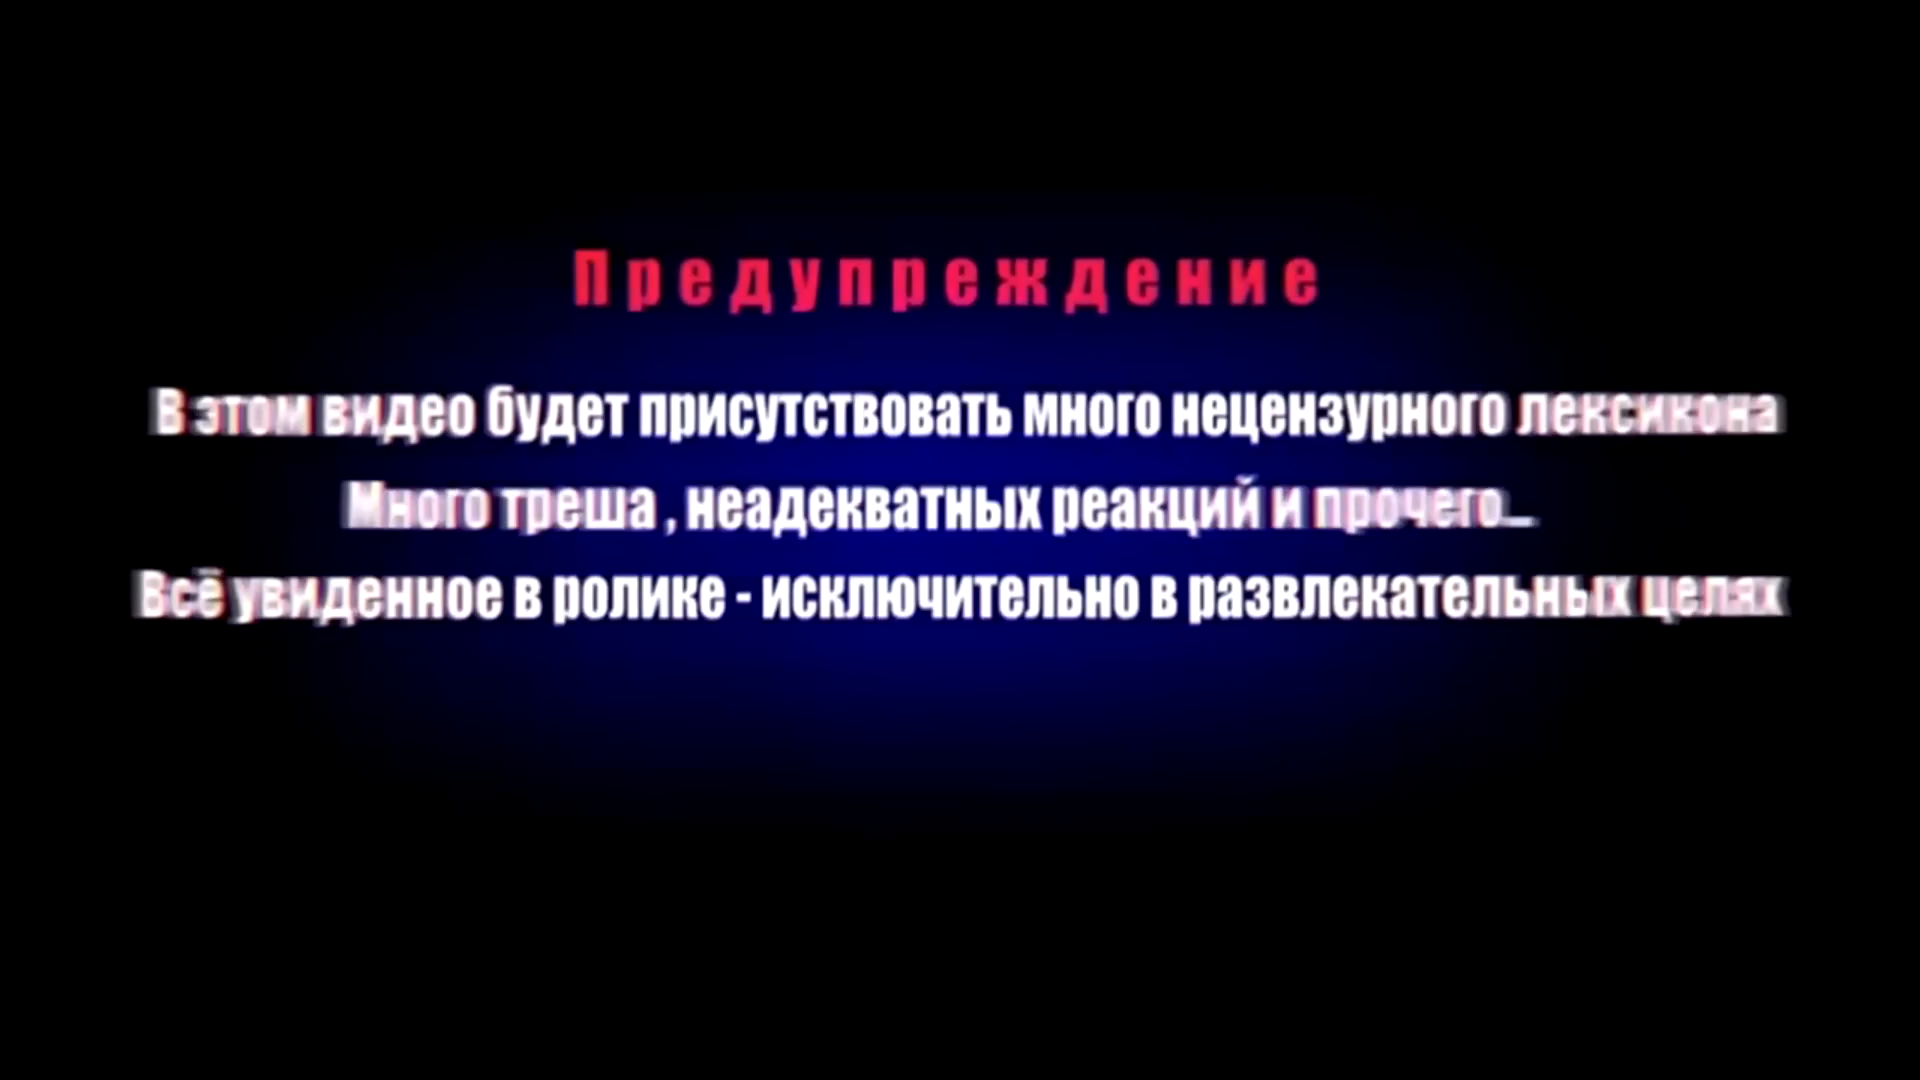 Предупреждение
В этом видео будет присутствовать много нецензурного лексикона
Много треша , неадекватных реакций и прочего...
Всё увиденное в ролике - исключительно в развлекательных целях